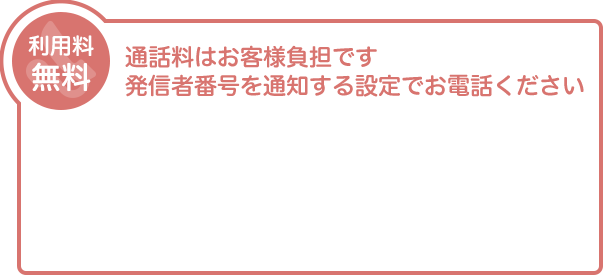 利用料
無料
通話料はお客様負担です
発信者番号を通知する設定でお電話ください